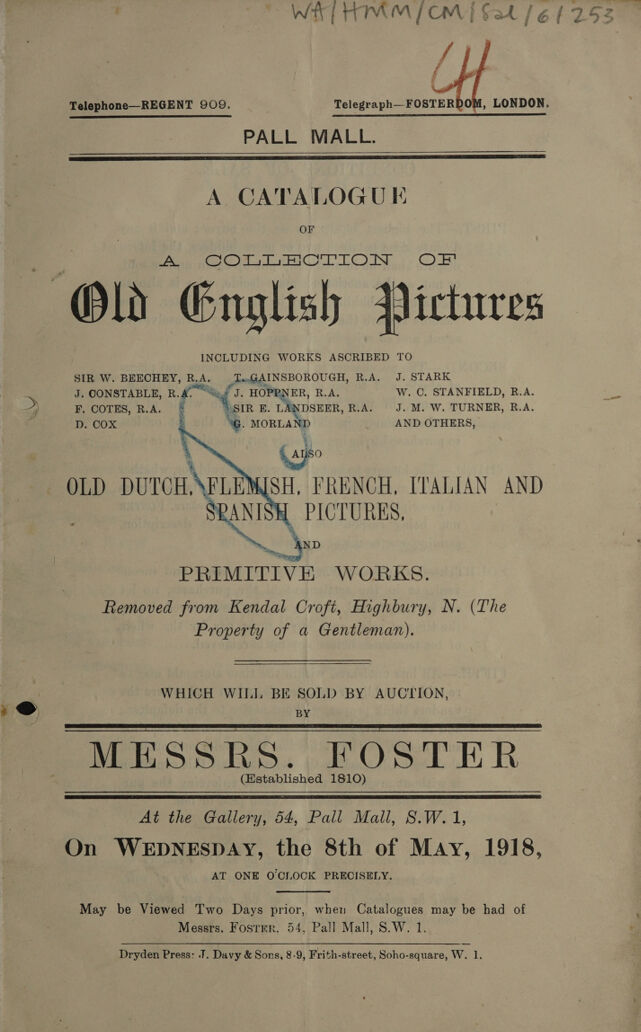 WA/HMM/CM/Sal/61/253
CH
Telephone—REGENT 909. Telegraph—FOSTERDOM, LONDON.
PALL MALL.
A CATALOGUE
OF
A COLLECTION OF
Old English Pictures
INCLUDING WORKS ASCRIBED TO
SIR W. BEECHEY, R.A. T. GAINSBOROUGH, R.A. J. STARK
J. CONSTABLE, R.A. J. HOPPNER, R.A. W. C. STANFIELD, R.A.
F. COTES, R.A. SIR E. LANDSEER, R.A. J. M. W. TURNER, R.A.
D. COX G. MORLAND AND OTHERS,
ALSO
OLD DUTCH, FLEMISH, FRENCH, ITALIAN AND
SPANISH PICTURES,
AND
PRIMITIVE WORKS.
Removed from Kendal Croft, Highbury, N. (The
Property of a Gentleman).
WHICH WILL BE SOLD BY AUCTION,
BY
MESSRS. FOSTER
(Established 1810)
At the Gallery, 54, Pall Mall, S.W. 1,
On WEDNESDAY, the 8th of MAY, 1918,
AT ONE O'CLOCK PRECISELY.
May be Viewed Two Days prior, when Catalogues may be had of
Messrs. FOSTER, 54, Pall Mall, S.W. 1.
Dryden Press: J. Davy & Sons, 8-9, Frith-street, Soho-square, W. 1.